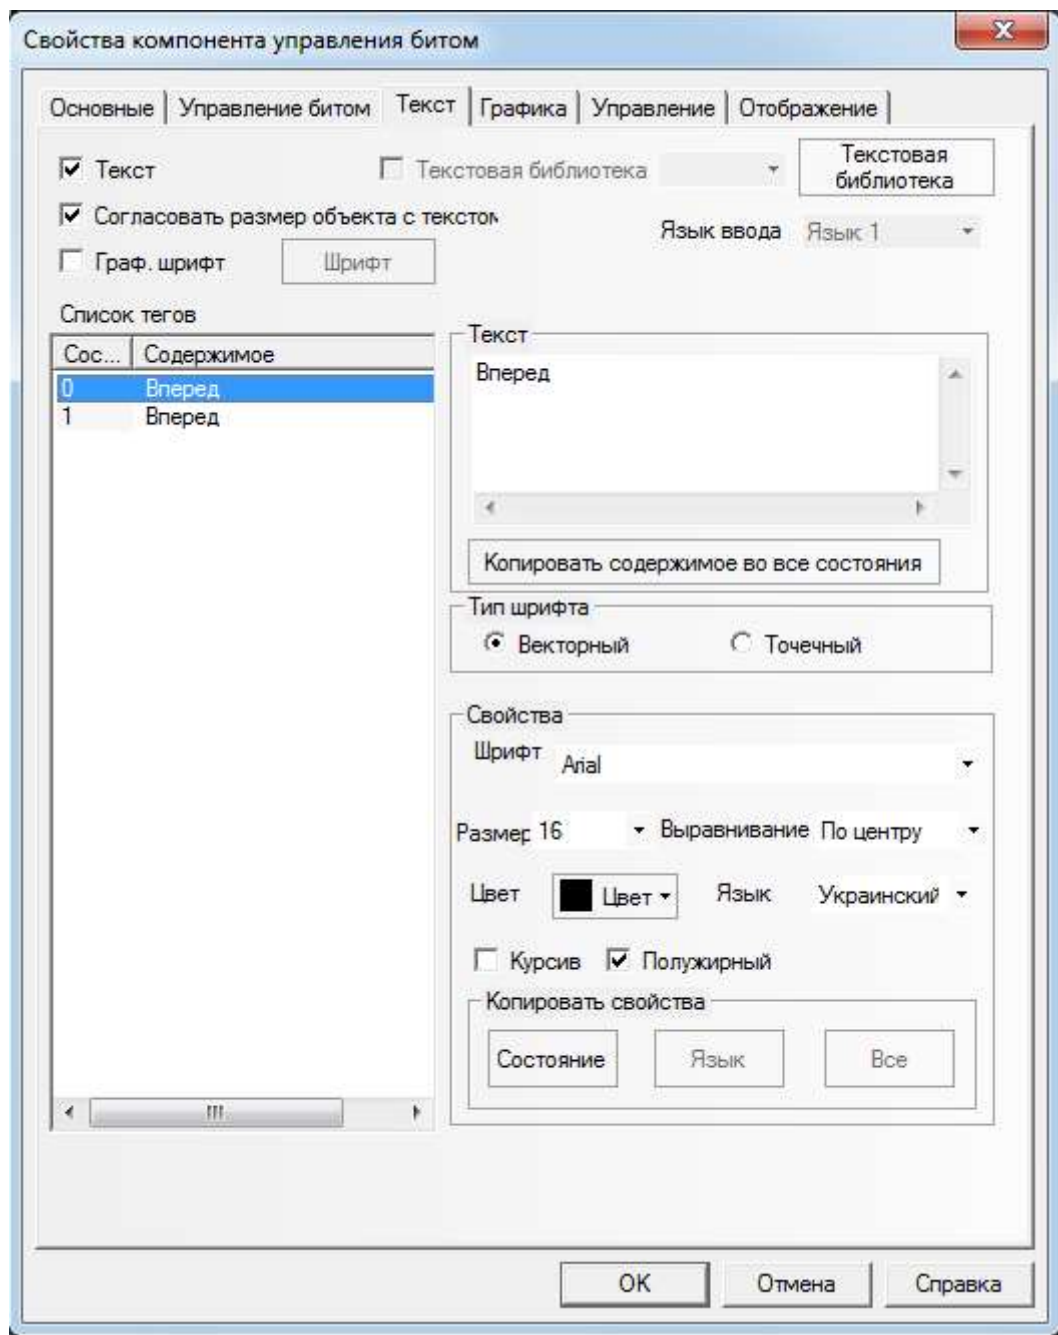 Свойства компонента управления битом
Основные Управление битом Текст Графика Управление Отображение
Текст Текстовая библиотека Текстовая библиотека
Согласовать размер объекта с текстом
Язык ввода Язык 1
Граф. шрифт Шрифт
Список тегов
Сос... Содержимое
0 Вперед
1 Вперед
Текст
Вперед
Копировать содержимое во все состояния
Тип шрифта
Векторный Точечный
Свойства
Шрифт Arial
Размер 16 Выравнивание По центру
Цвет Цвет Язык Украинский
Курсив Полужирный
Копировать свойства
Состояние Язык Все
OK Отмена Справка